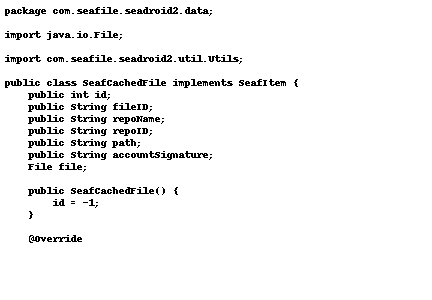 package com.seafile.seadroid2.data;

import java.io.File;

import com.seafile.seadroid2.util.Utils;

public class SeafCachedFile implements SeafItem {
    public int id;
    public String fileID;
    public String repoName;
    public String repoID;
    public String path;
    public String accountSignature;
    File file;

    public SeafCachedFile() {
        id = -1;
    }

    @Override